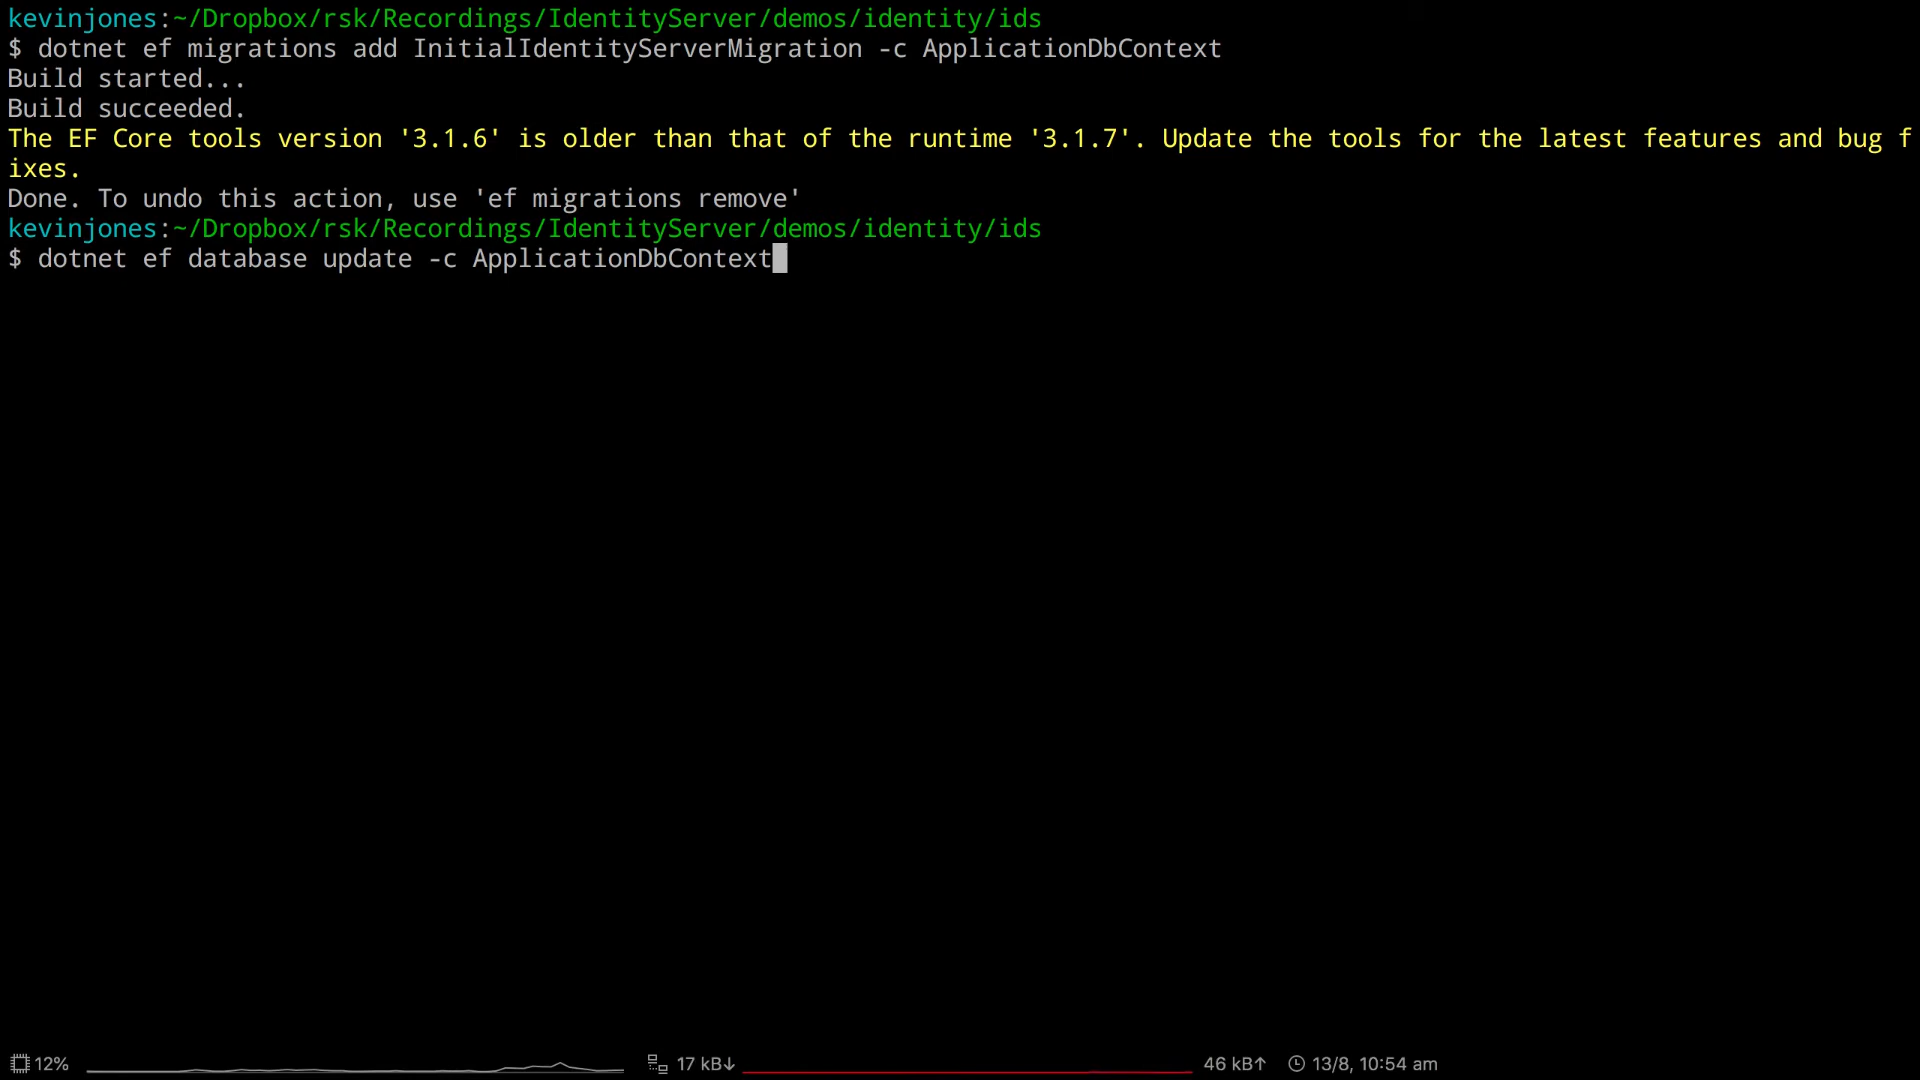 kevinjones:~/Dropbox/rsk/Recordings/IdentityServer/demos/identity/ids
$ dotnet ef migrations add InitialIdentityServerMigration -c ApplicationDbContext
Build started...
Build succeeded.
The EF Core tools version '3.1.6' is older than that of the runtime '3.1.7'. Update the tools for the latest features and bug f
ixes.
Done. To undo this action, use 'ef migrations remove'
kevinjones:~/Dropbox/rsk/Recordings/IdentityServer/demos/identity/ids
$ dotnet ef database update -c ApplicationDbContext
12% 17 kB↓ 46 kB↑ 13/8, 10:54 am